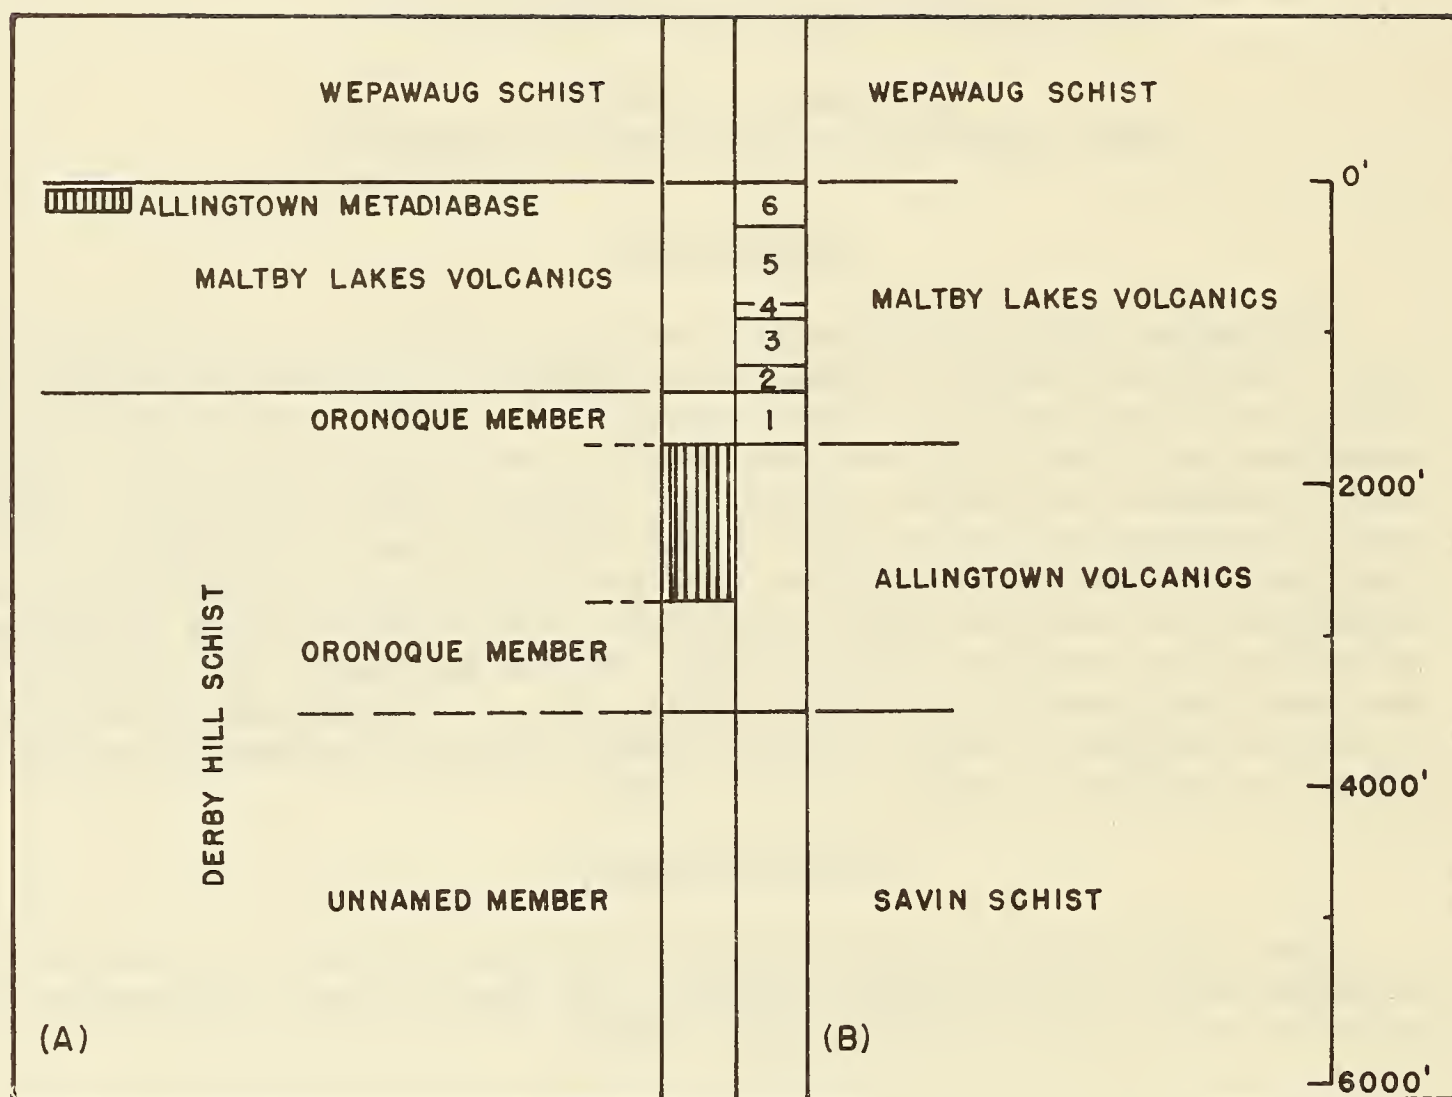 WEPAWAUG SCHIST
WEPAWAUG SCHIST
0'
ALLINGTOWN METADIABASE
6
MALTBY LAKES VOLCANICS
5
4
MALTBY LAKES VOLCANICS
3
2
ORONOQUE MEMBER
1
2000'
ALLINGTOWN VOLCANICS
DERBY HILL SCHIST
ORONOQUE MEMBER
4000'
UNNAMED MEMBER
SAVIN SCHIST
(A)
(B)
6000'